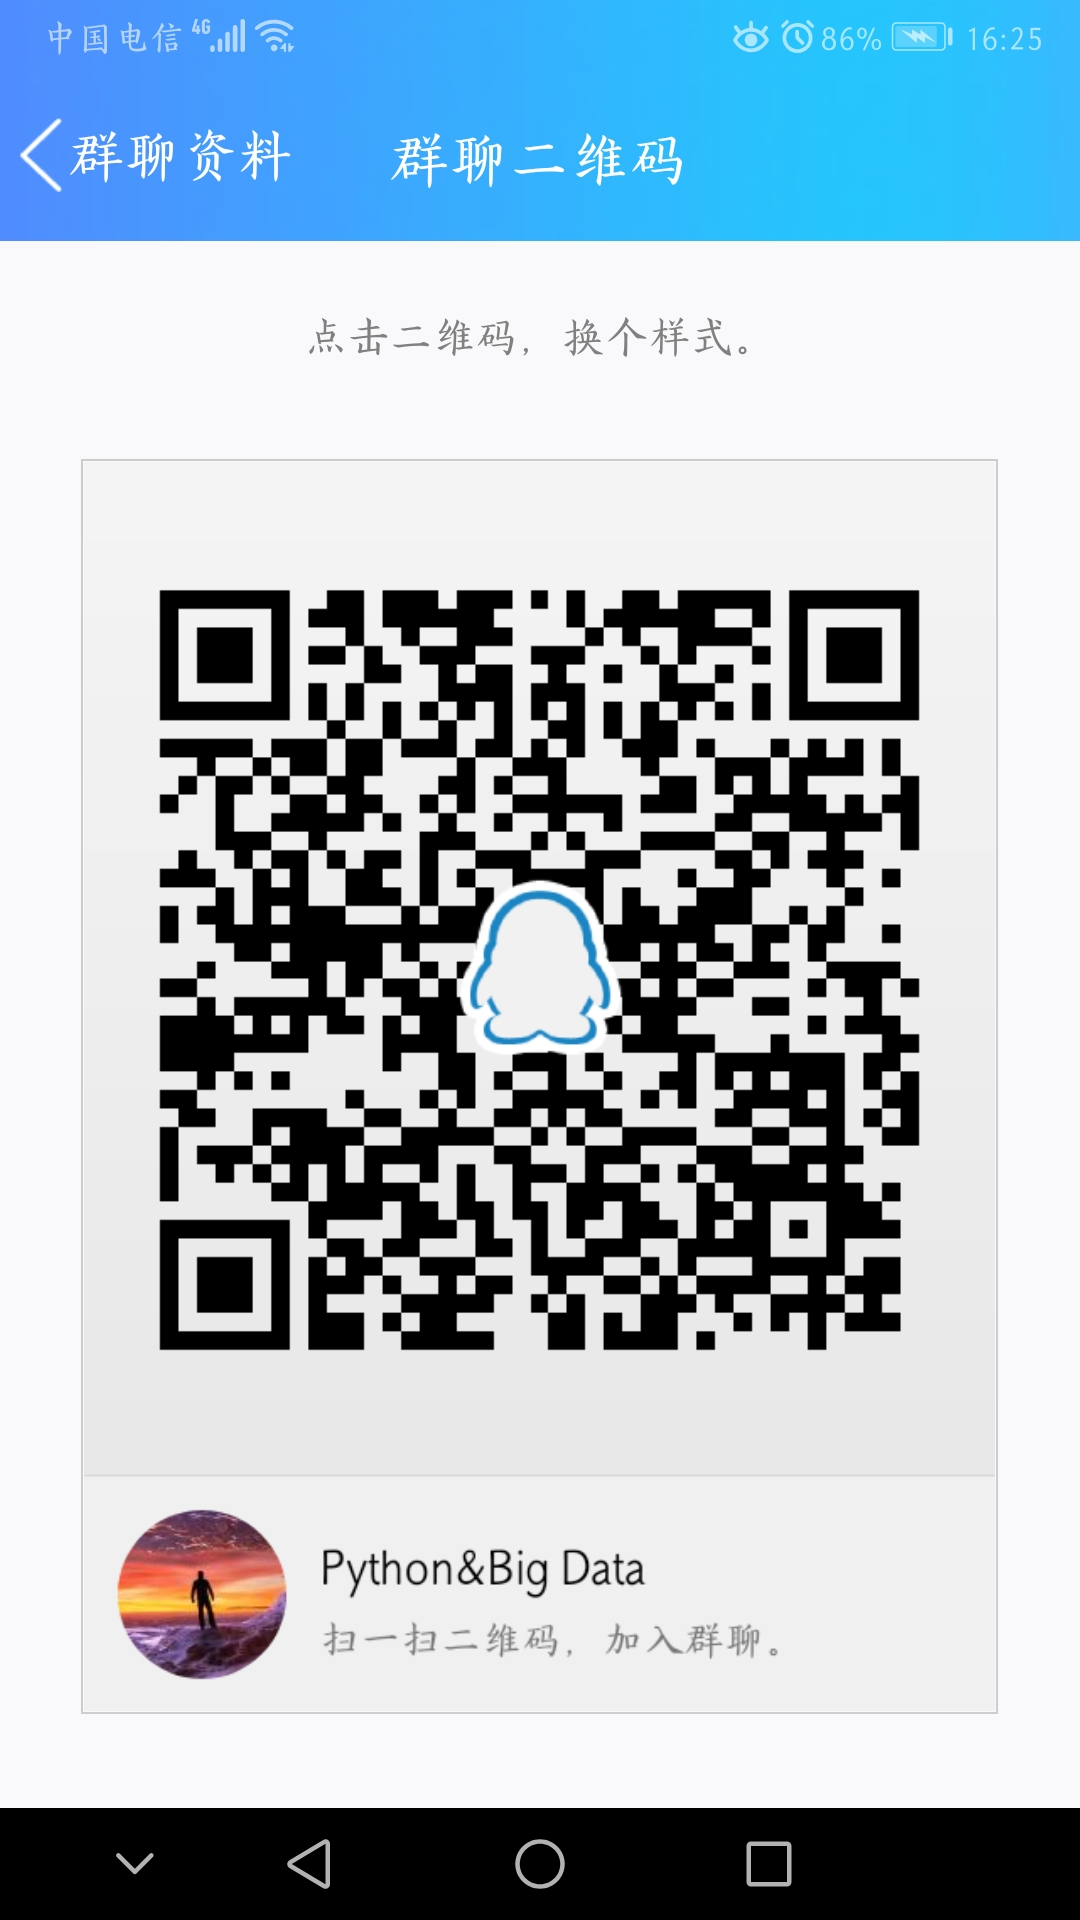 中国电信 4G 86% 16:25
群聊资料 群聊二维码
点击二维码，换个样式。
Python&Big Data
扫一扫二维码，加入群聊。